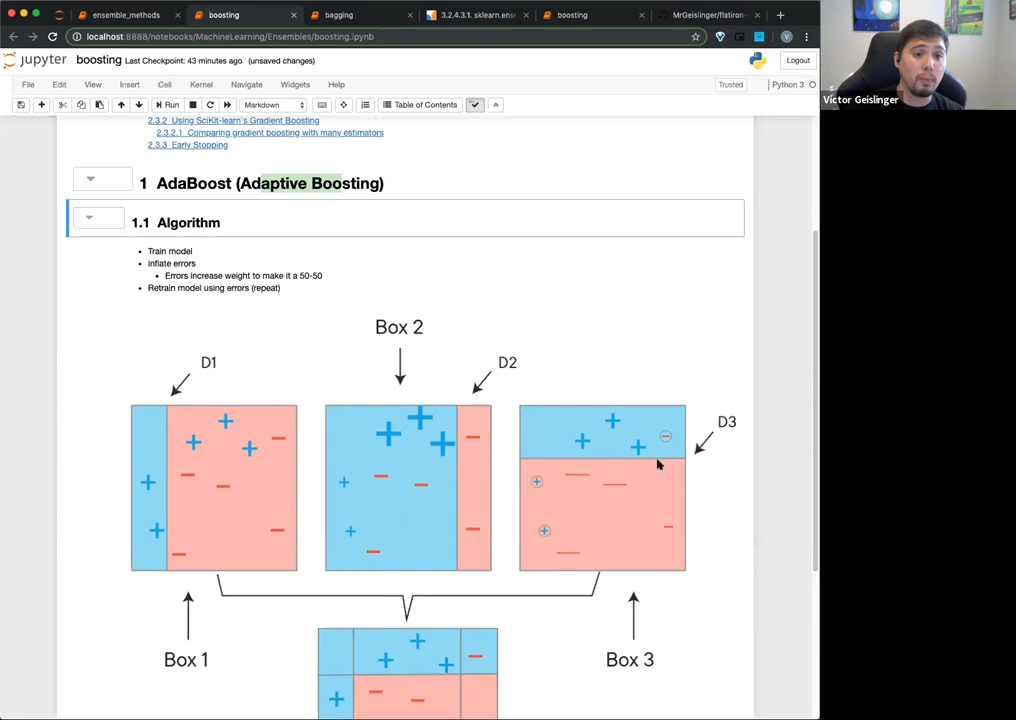 ensemble_methods
boosting
bagging
3.2.4.3.1. sklearn.ens
boosting
MrGeislinger/flatiron-
localhost:8888/notebooks/MachineLearning/Ensembles/boosting.ipynb
V
jupyter boosting Last Checkpoint: 43 minutes ago (unsaved changes)
Logout
File Edit View Insert Cell Kernel Navigate Widgets Help
Trusted
Python 3
Run
Markdown
Table of Contents
Victor Geislinger
2.3.2 Using SciKit-learn's Gradient Boosting
2.3.2.1 Comparing gradient boosting with many estimators
2.3.3 Early Stopping
1 AdaBoost (Adaptive Boosting)
1.1 Algorithm
• Train model
• inflate errors
▪ Errors increase weight to make it a 50-50
• Retrain model using errors (repeat)
Box 2
D1
D2
D3
Box 1
Box 3